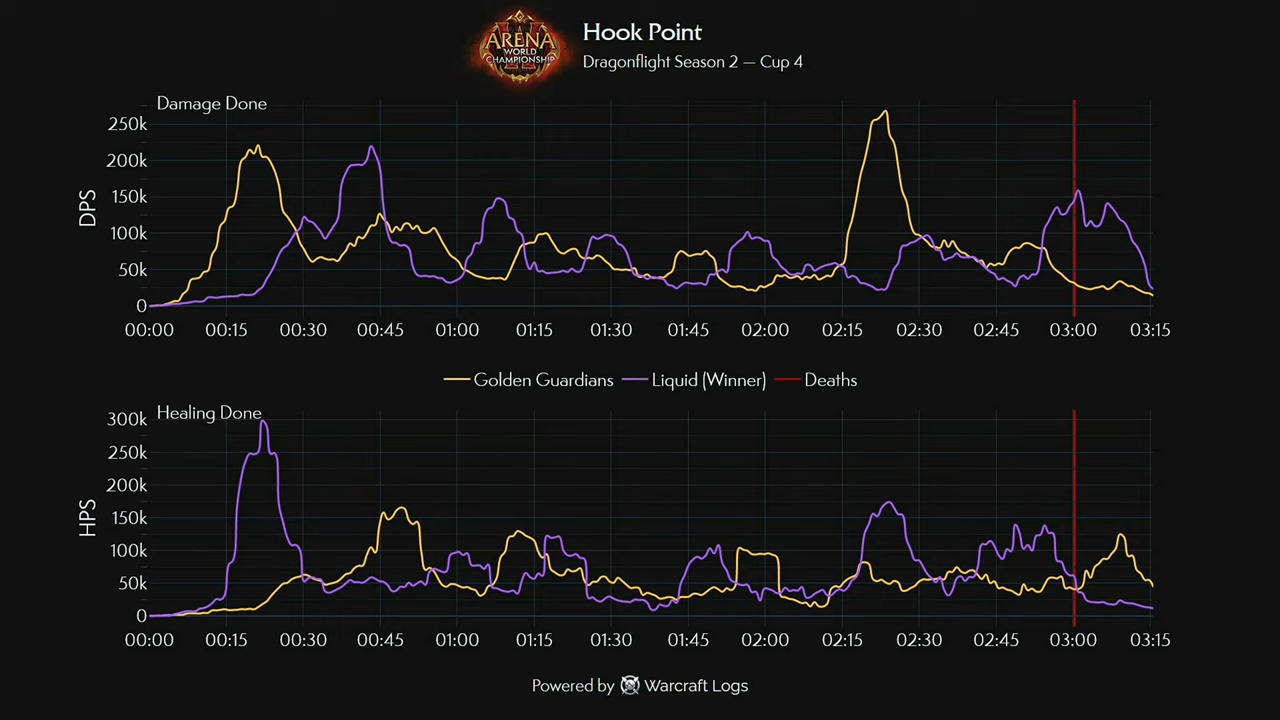 ARENA
WORLD
CHAMPIONSHIP
Hook Point
Dragonflight Season 2 — Cup 4
Damage Done
DPS
250k
200k
150k
100k
50k
0
00:00 00:15 00:30 00:45 01:00 01:15 01:30 01:45 02:00 02:15 02:30 02:45 03:00 03:15
Golden Guardians Liquid (Winner) Deaths
Healing Done
HPS
300k
250k
200k
150k
100k
50k
0
00:00 00:15 00:30 00:45 01:00 01:15 01:30 01:45 02:00 02:15 02:30 02:45 03:00 03:15
Powered by Warcraft Logs